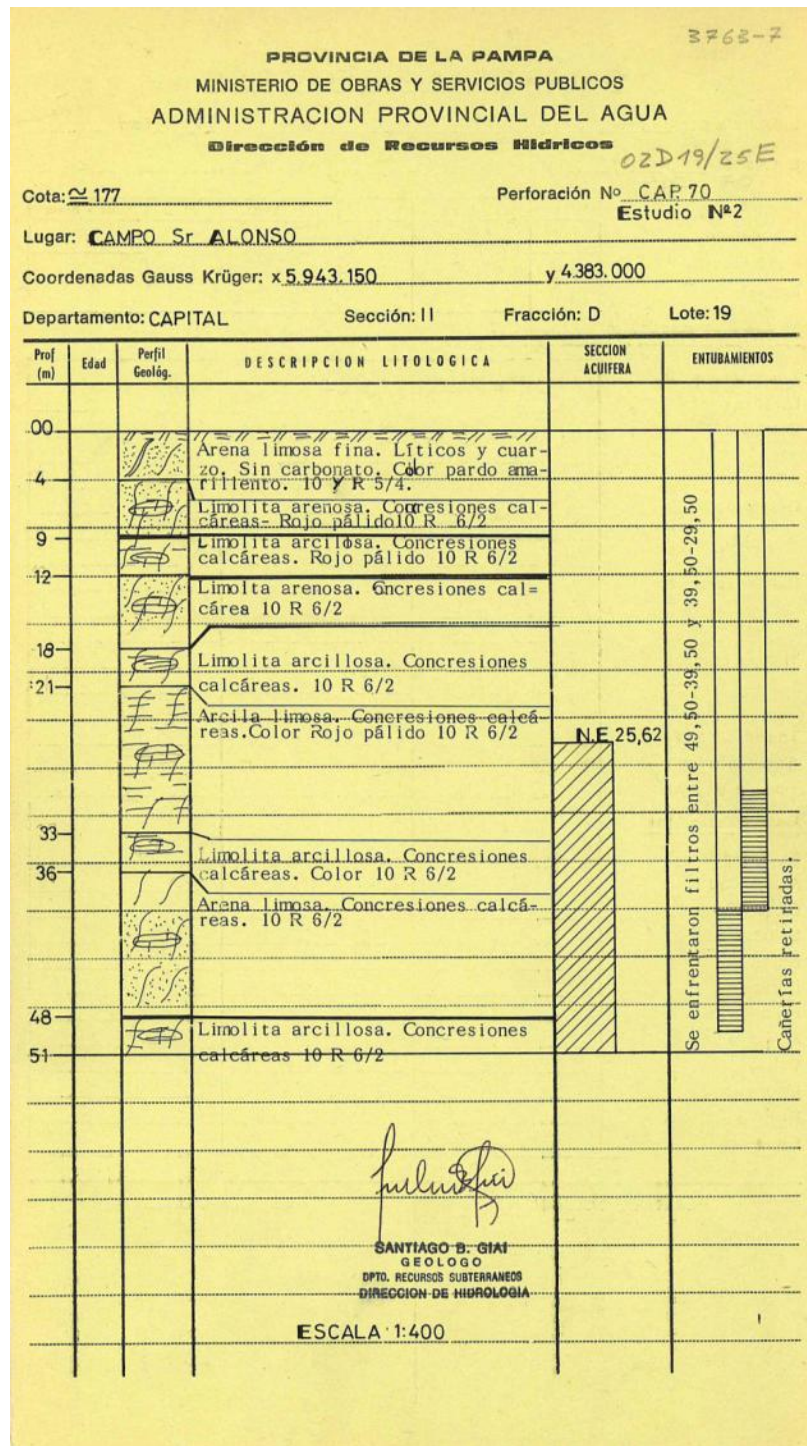 3763-7
PROVINCIA DE LA PAMPA
MINISTERIO DE OBRAS Y SERVICIOS PUBLICOS
ADMINISTRACION PROVINCIAL DEL AGUA
Dirección de Recursos Hídricos
02D19/25E
Cota: ≃ 177
Perforación Nº CAP. 70
Estudio Nº2
Lugar: CAMPO Sr ALONSO
Coordenadas Gauss Krüger: x 5.943.150 y 4.383.000
Departamento: CAPITAL Sección: II Fracción: D Lote: 19
Prof (m) Edad Perfil Geológ. DESCRIPCION LITOLOGICA SECCION ACUIFERA ENTUBAMIENTOS
00
Arena limosa fina. Líticos y cuar-
zo. Sin carbonato. Color pardo ama-
4
rillento. 10 Y R 5/4.
Limolita arenosa. Concresiones cal-
cáreas- Rojo pálido 10 R 6/2
9
Limolita arcillosa. Concresiones
calcáreas. Rojo pálido 10 R 6/2
12
Limolta arenosa. Cncresiones cal=
cárea 10 R 6/2
18
Limolita arcillosa. Concresiones
21
calcáreas. 10 R 6/2
Arcila limosa. Concresiones calcá-
reas.Color Rojo pálido 10 R 6/2
N.E. 25,62
33
Limolita arcillosa. Concresiones
36
calcáreas. Color 10 R 6/2
Arena limosa. Concresiones calcá-
reas. 10 R 6/2
48
Limolita arcillosa. Concresiones
51
calcáreas 10 R 6/2
Se enfrentaron filtros entre 49,50-39,50 y 39,50-29,50
Cañerías retiradas.
SANTIAGO B. GIAI
GEOLOGO
DPTO. RECURSOS SUBTERRANEOS
DIRECCION DE HIDROLOGIA
ESCALA 1:400